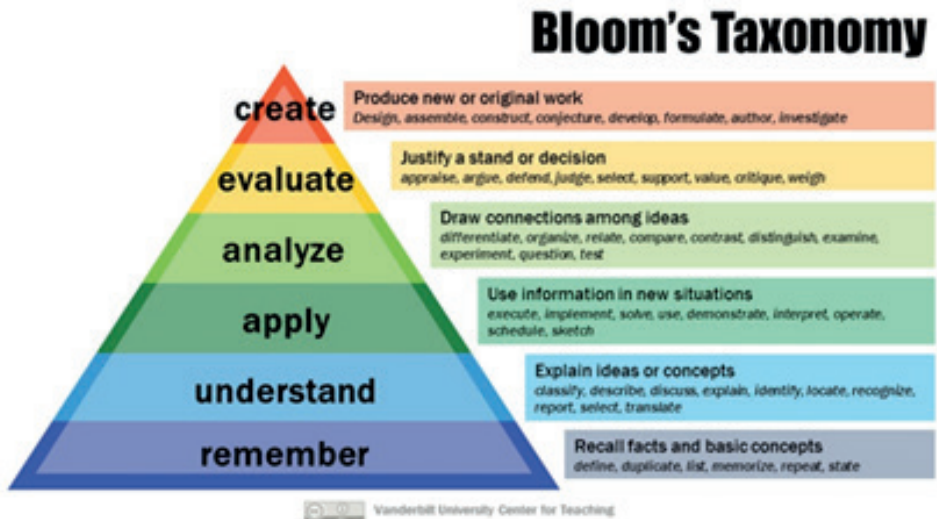 Bloom's Taxonomy
create
Produce new or original work
Design, assemble, construct, conjecture, develop, formulate, author, investigate
evaluate
Justify a stand or decision
appraise, argue, defend, judge, select, support, value, critique, weigh
analyze
Draw connections among ideas
differentiate, organize, relate, compare, contrast, distinguish, examine,
experiment, question, test
apply
Use information in new situations
execute, implement, solve, use, demonstrate, interpret, operate,
schedule, sketch
understand
Explain ideas or concepts
classify, describe, discuss, explain, identify, locate, recognize,
report, select, translate
remember
Recall facts and basic concepts
define, duplicate, list, memorize, repeat, state
Vanderbilt University Center for Teaching